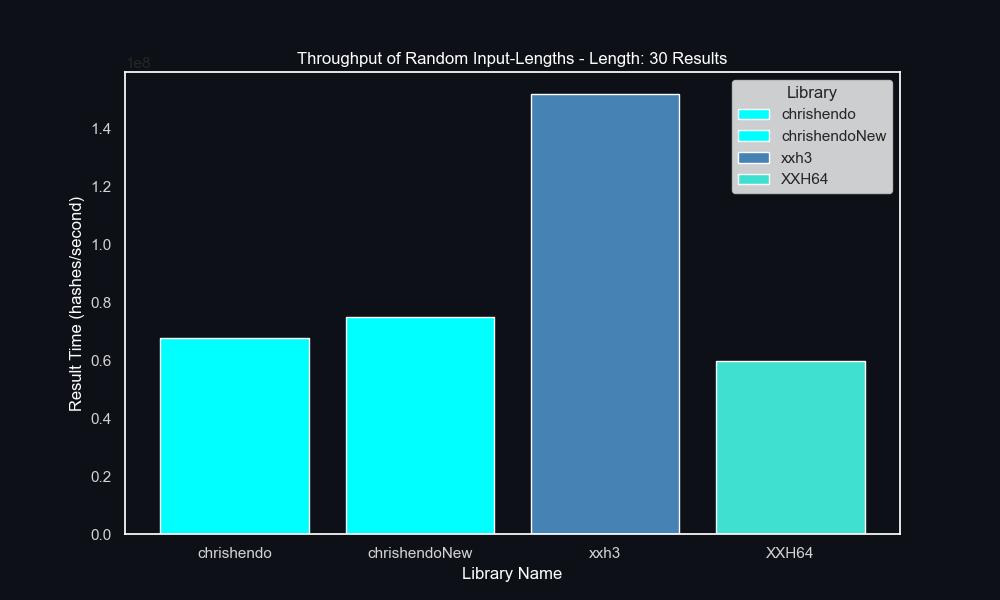 Throughput of Random Input-Lengths - Length: 30 Results
1e8
Library
chrishendo
chrishendoNew
xxh3
XXH64
1.4
1.2
1.0
0.8
0.6
0.4
0.2
0.0
Result Time (hashes/second)
chrishendo
chrishendoNew
xxh3
XXH64
Library Name